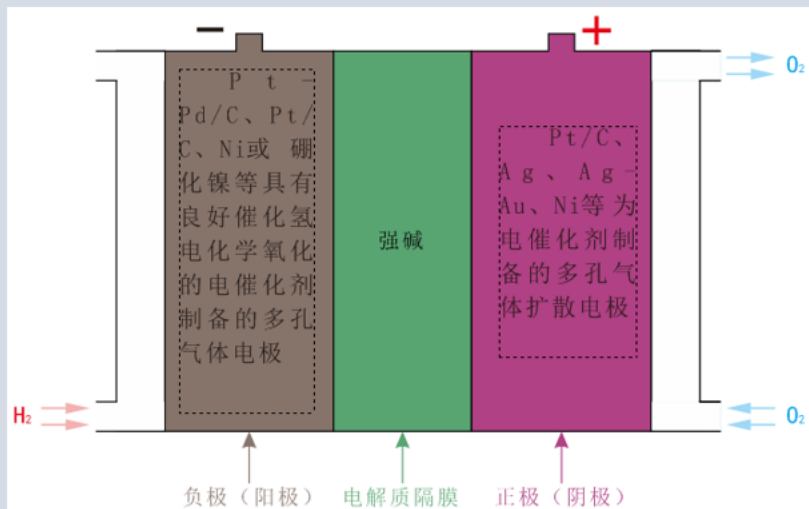 − +
O₂
Pt-
Pd/C、Pt/
C、Ni或硼
化镍等具有
良好催化氢
电化学氧化
的电催化剂
制备的多孔
气体电极
强碱
Pt/C、
Ag、Ag-
Au、Ni等为
电催化剂制
备的多孔气
体扩散电极
H₂
O₂
负极（阳极）
电解质隔膜
正极（阴极）